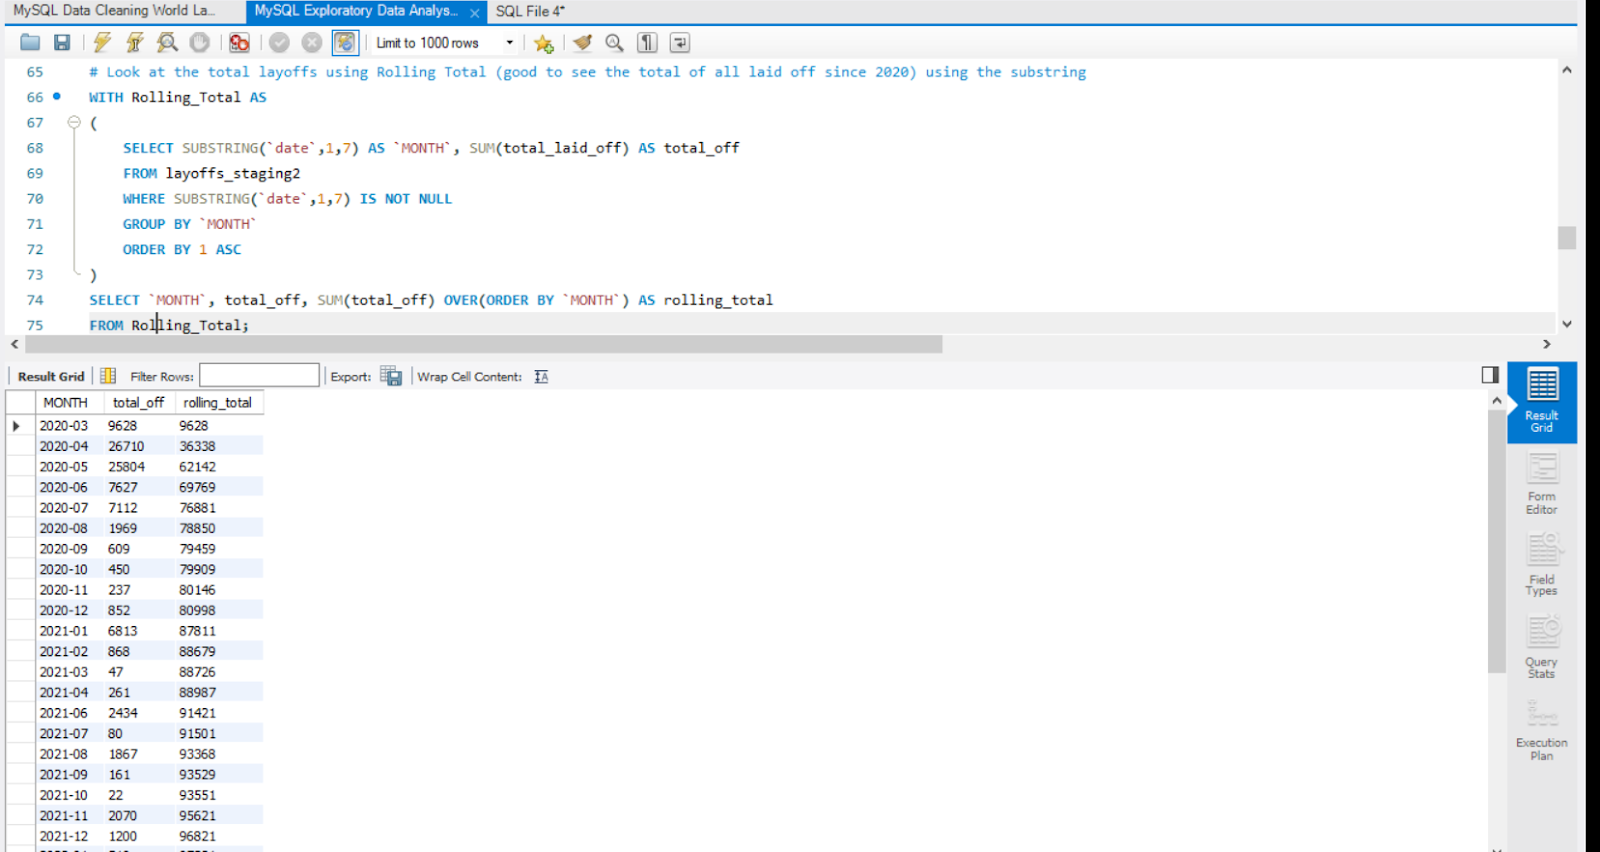 MySQL Data Cleaning World La...
MySQL Exploratory Data Analys...
SQL File 4*
Limit to 1000 rows
65 # Look at the total layoffs using Rolling Total (good to see the total of all laid off since 2020) using the substring
66 WITH Rolling_Total AS
67 (
68 SELECT SUBSTRING(`date`,1,7) AS `MONTH`, SUM(total_laid_off) AS total_off
69 FROM layoffs_staging2
70 WHERE SUBSTRING(`date`,1,7) IS NOT NULL
71 GROUP BY `MONTH`
72 ORDER BY 1 ASC
73 )
74 SELECT `MONTH`, total_off, SUM(total_off) OVER(ORDER BY `MONTH`) AS rolling_total
75 FROM Rolling_Total;
Result Grid Filter Rows: Export: Wrap Cell Content: IA
MONTH total_off rolling_total
2020-03 9628 9628
2020-04 26710 36338
2020-05 25804 62142
2020-06 7627 69769
2020-07 7112 76881
2020-08 1969 78850
2020-09 609 79459
2020-10 450 79909
2020-11 237 80146
2020-12 852 80998
2021-01 6813 87811
2021-02 868 88679
2021-03 47 88726
2021-04 261 88987
2021-06 2434 91421
2021-07 80 91501
2021-08 1867 93368
2021-09 161 93529
2021-10 22 93551
2021-11 2070 95621
2021-12 1200 96821
Result
Grid
Form
Editor
Field
Types
Query
Stats
Execution
Plan